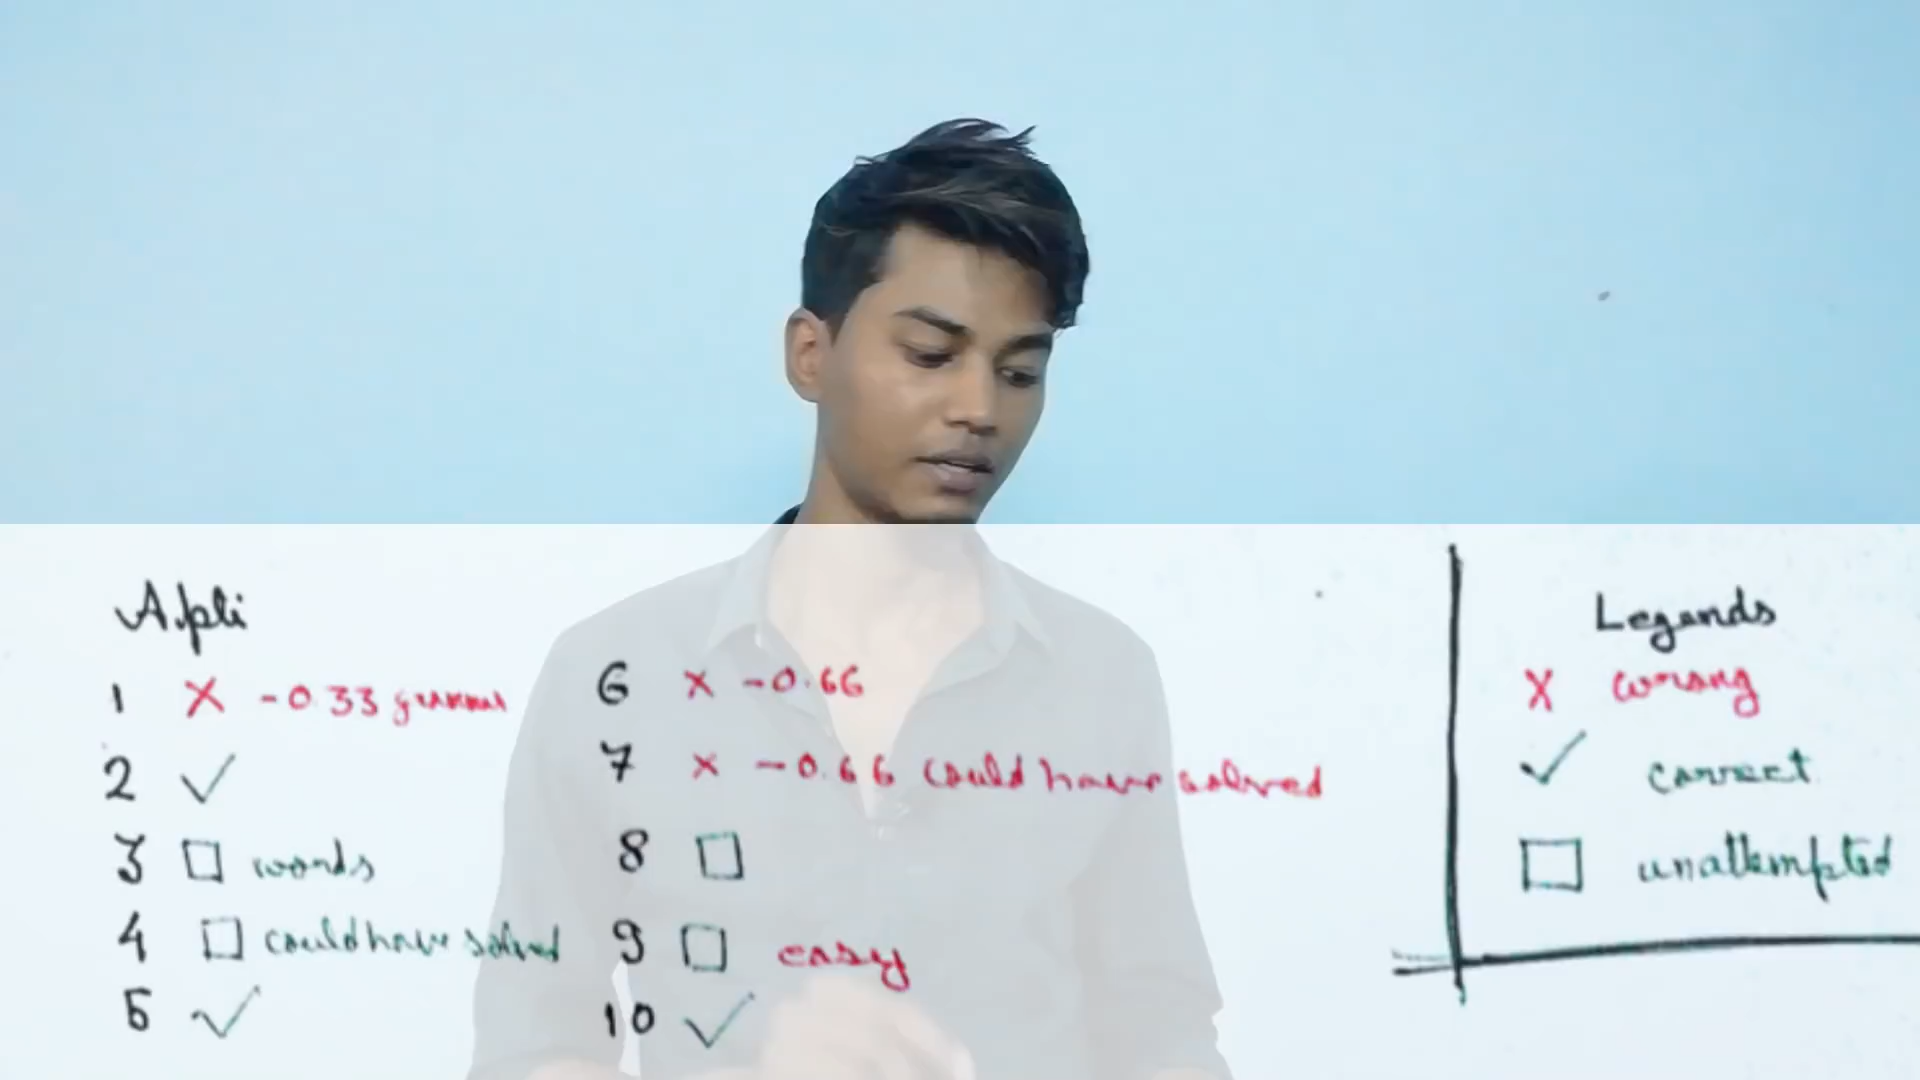 Apti
1 X -0.33 grammar
2 ✓
3 □ words
4 □ could have solved
5 ✓
6 X -0.66
7 X -0.66 could have solved
8 □
9 □ easy
10 ✓
Legends
X wrong
✓ correct
□ unattempted